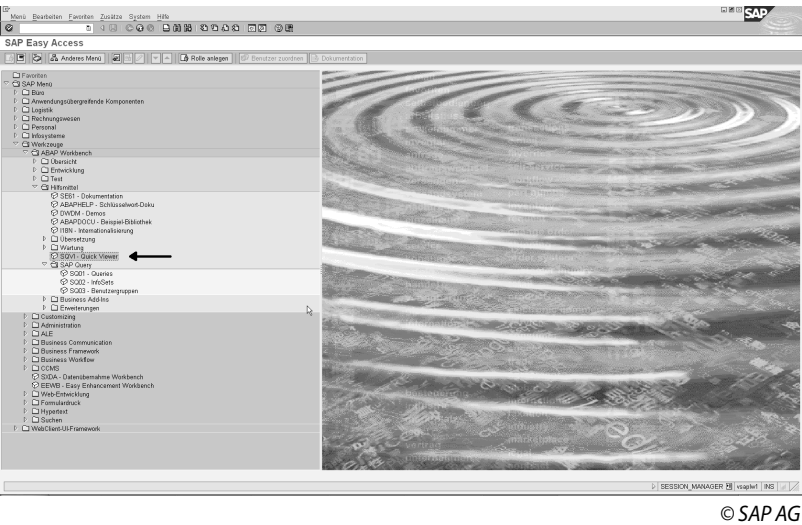 Menü Bearbeiten Favoriten Zusätze System Hilfe
SAP
SAP Easy Access
Anderes Menü Rolle anlegen Benutzer zuordnen Dokumentation
Favoriten
SAP Menü
Büro
Anwendungsübergreifende Komponenten
Logistik
Rechnungswesen
Personal
Infosysteme
Werkzeuge
ABAP Workbench
Übersicht
Entwicklung
Test
Hilfsmittel
SE61 - Dokumentation
ABAPHELP - Schlüsselwort-Doku
DWDM - Demos
ABAPDOCU - Beispiel-Bibliothek
I18N - Internationalisierung
Übersetzung
Wartung
SQVI - Quick Viewer
SAP Query
SQ01 - Queries
SQ02 - InfoSets
SQ03 - Benutzergruppen
Business Add-Ins
Erweiterungen
Customizing
Administration
ALE
Business Communication
Business Framework
Business Workflow
CCMS
SXDA - Datenübernahme Workbench
EEWB - Easy Enhancement Workbench
Web-Entwicklung
Formulardruck
Hypertext
Suchen
WebClient-UI-Framework
industry
marketplace
SESSION_MANAGER vsaplw1 INS
© SAP AG